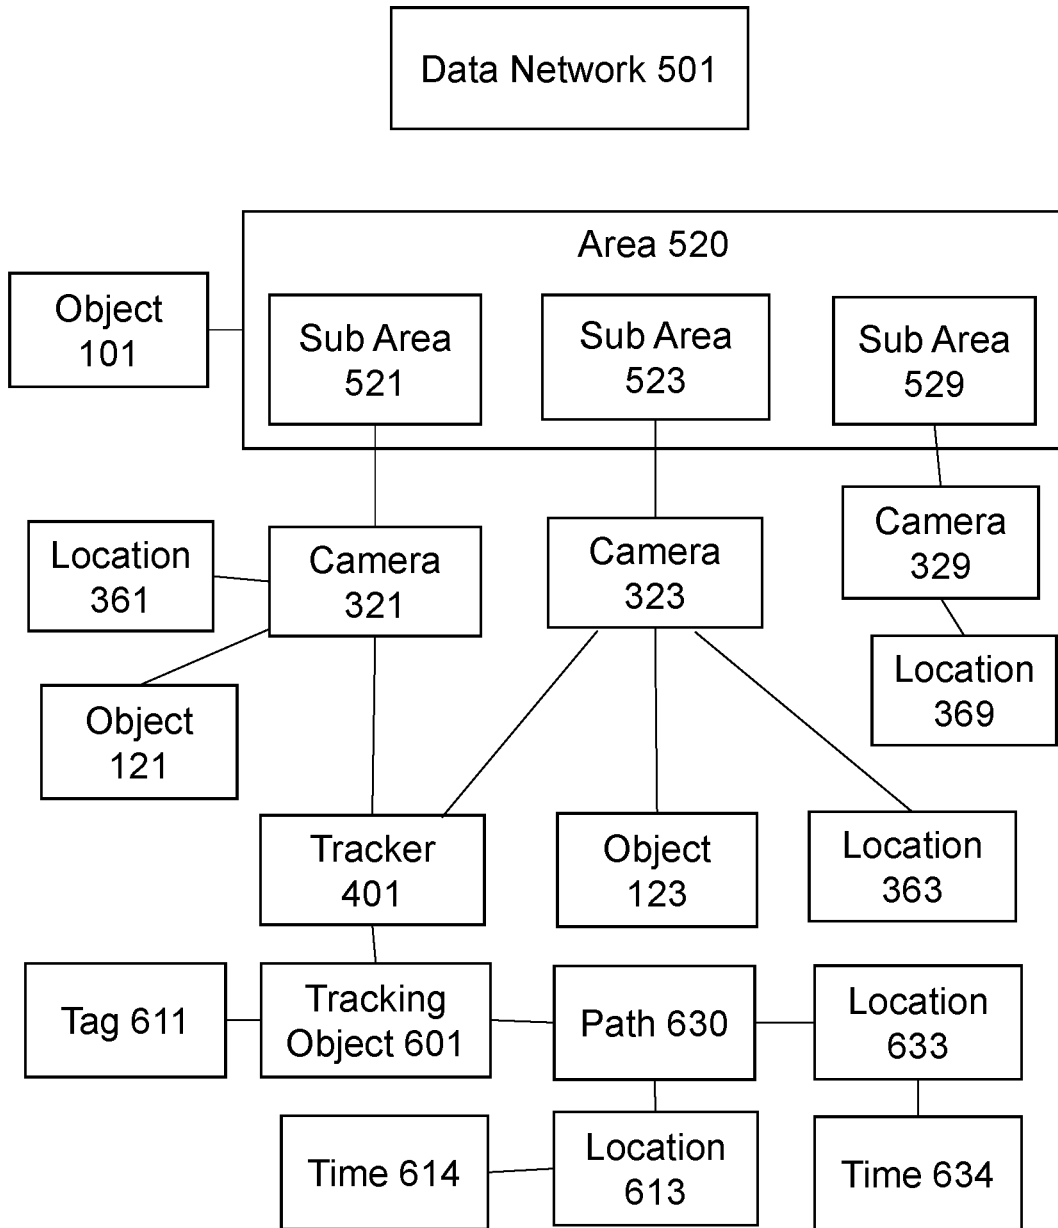 Data Network 501
Area 520
Object
101
Sub Area
521
Sub Area
523
Sub Area
529
Location
361
Camera
321
Camera
323
Camera
329
Object
121
Location
369
Tracker
401
Object
123
Location
363
Tag 611
Tracking
Object 601
Path 630
Location
633
Time 614
Location
613
Time 634